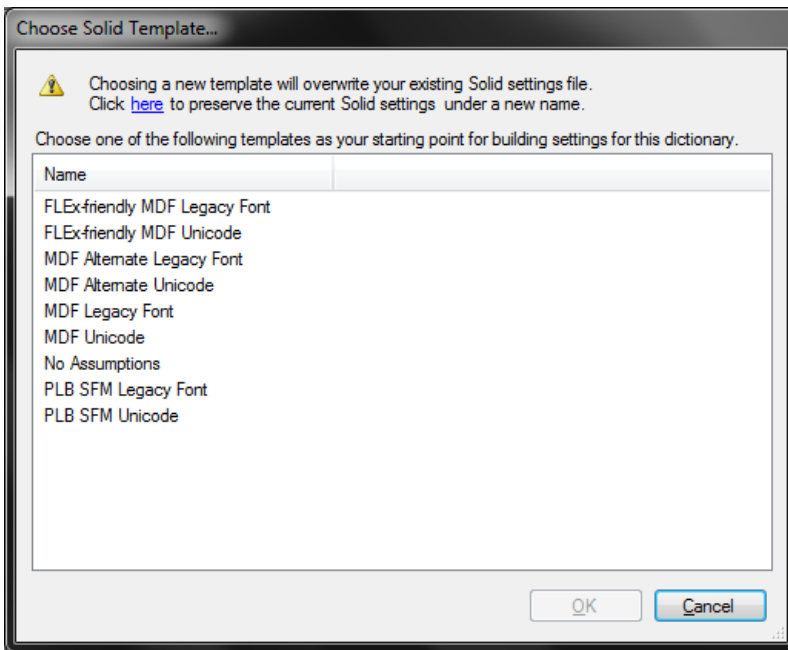 Choose Solid Template...
Choosing a new template will overwrite your existing Solid settings file.
Click here to preserve the current Solid settings under a new name.
Choose one of the following templates as your starting point for building settings for this dictionary.
Name
FLEx-friendly MDF Legacy Font
FLEx-friendly MDF Unicode
MDF Alternate Legacy Font
MDF Alternate Unicode
MDF Legacy Font
MDF Unicode
No Assumptions
PLB SFM Legacy Font
PLB SFM Unicode
OK
Cancel